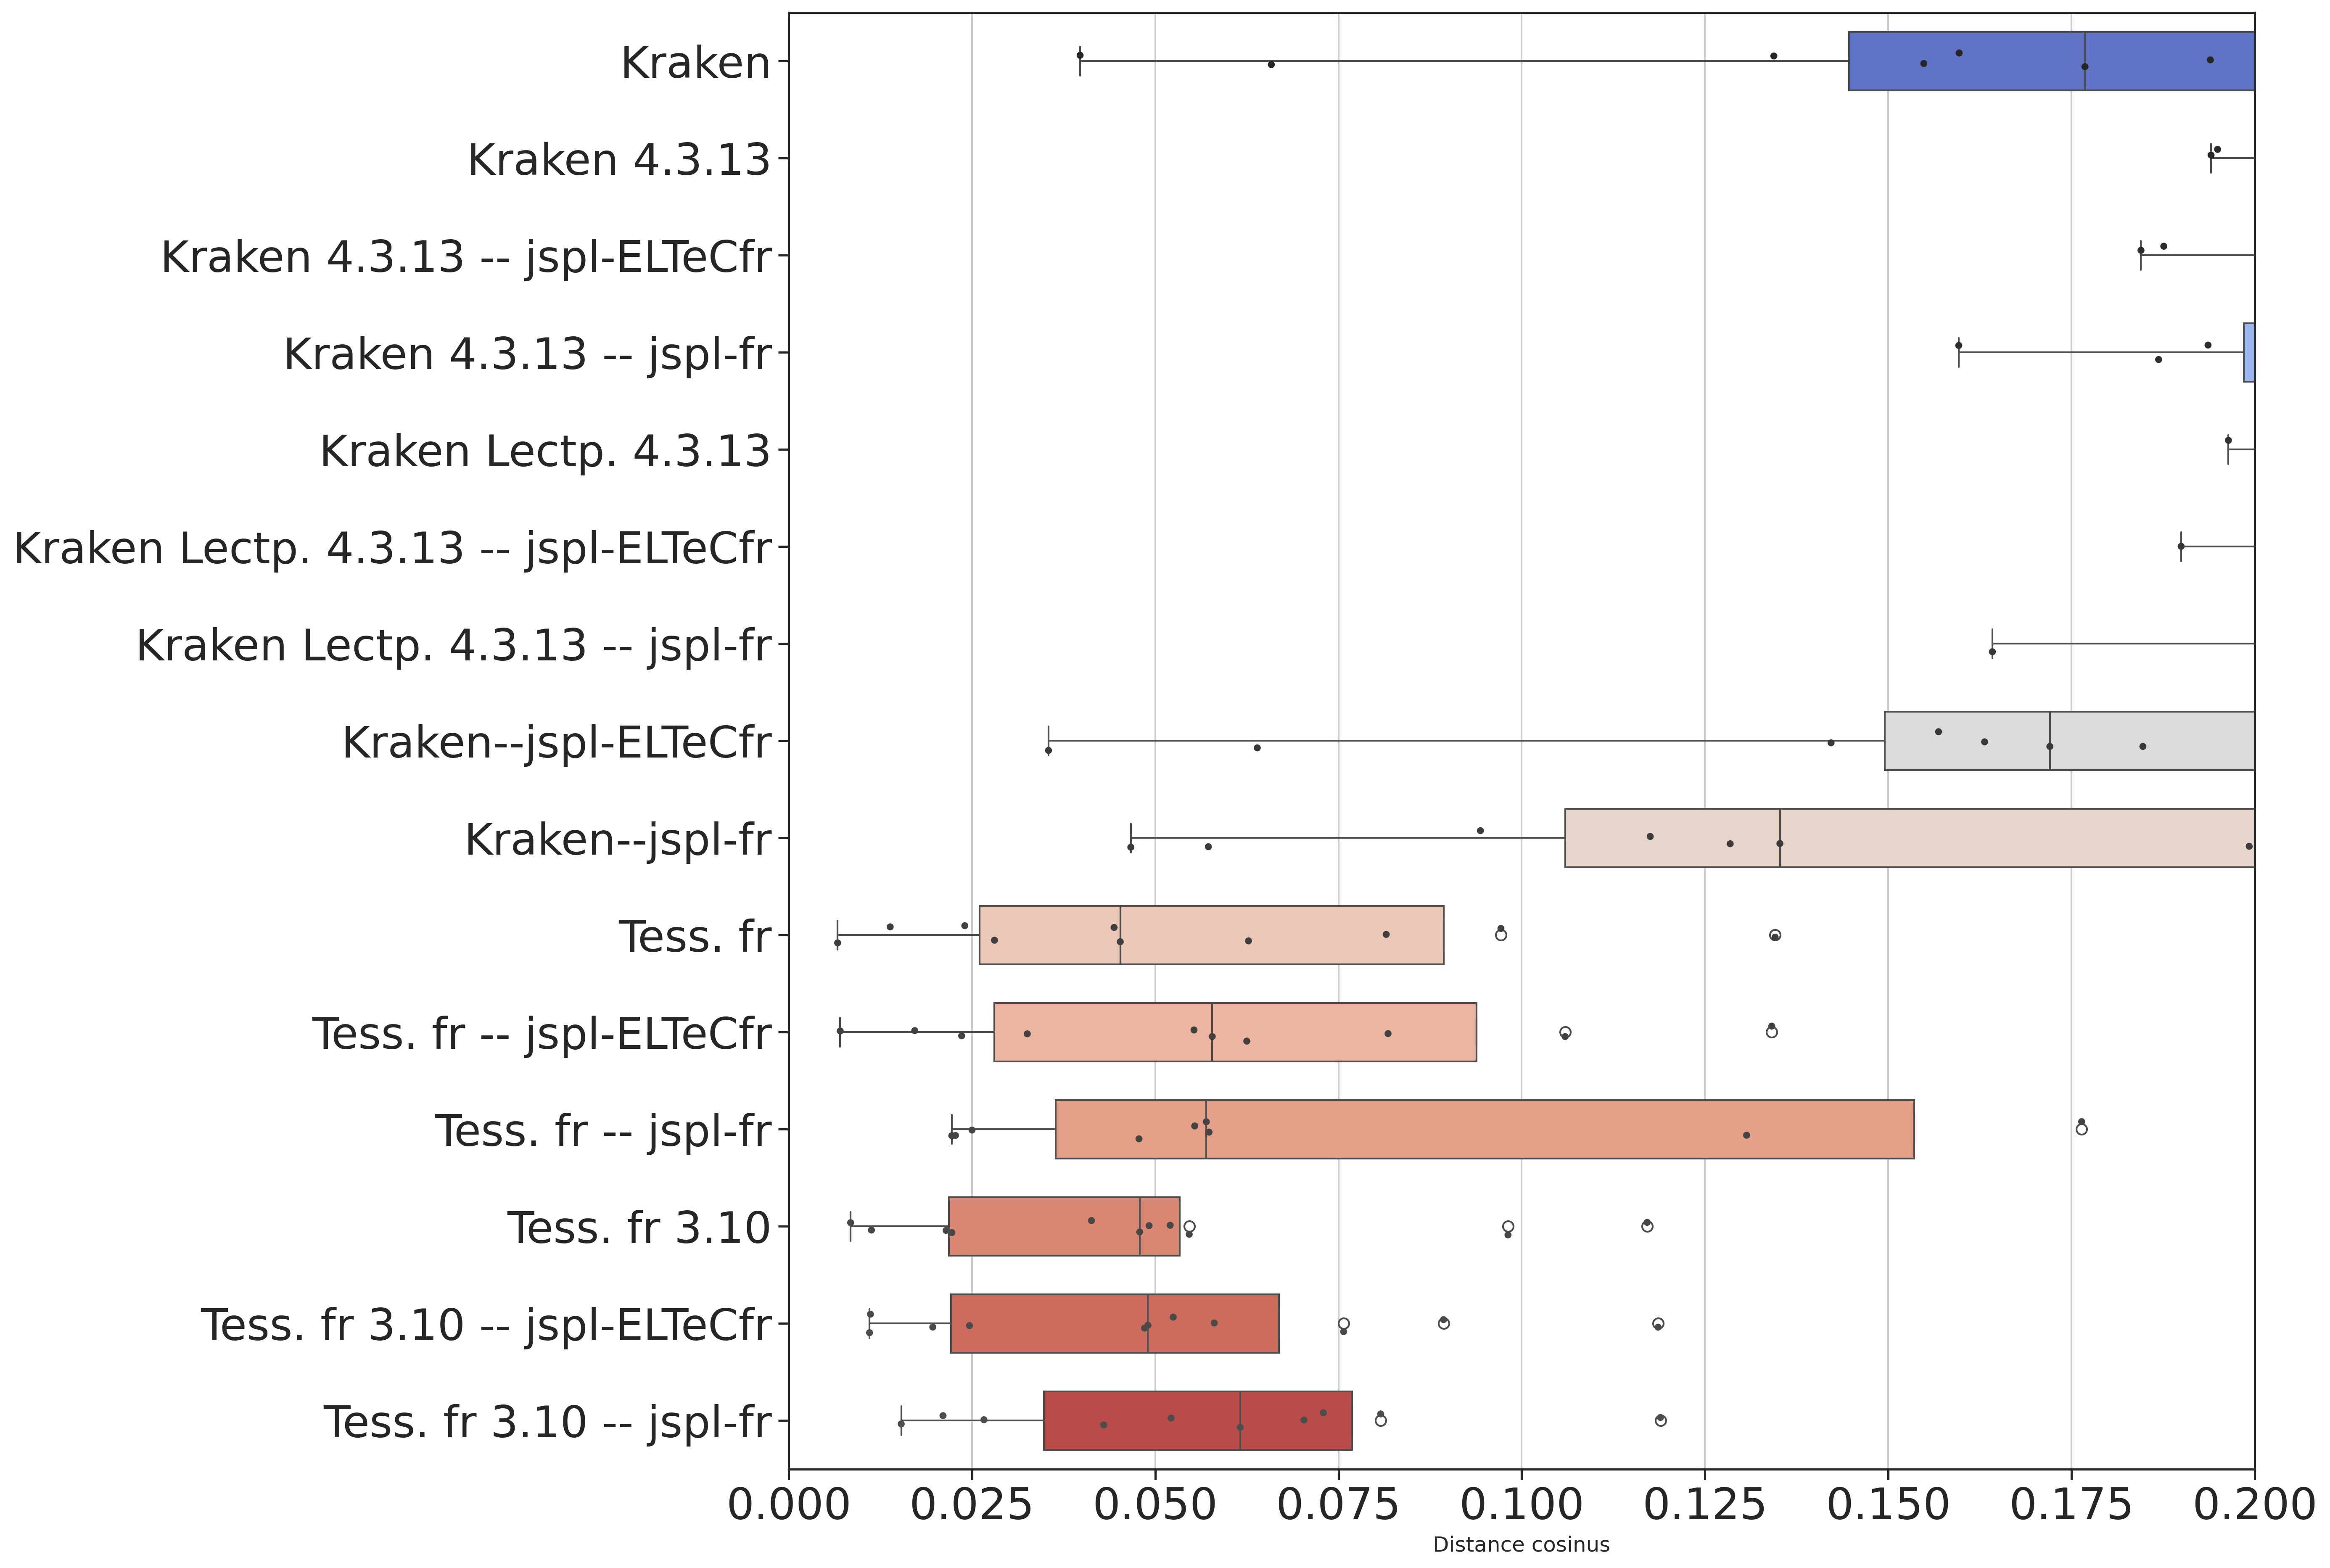 Kraken
Kraken 4.3.13
Kraken 4.3.13 -- jspl-ELTeCfr
Kraken 4.3.13 -- jspl-fr
Kraken Lectp. 4.3.13
Kraken Lectp. 4.3.13 -- jspl-ELTeCfr
Kraken Lectp. 4.3.13 -- jspl-fr
Kraken--jspl-ELTeCfr
Kraken--jspl-fr
Tess. fr
Tess. fr -- jspl-ELTeCfr
Tess. fr -- jspl-fr
Tess. fr 3.10
Tess. fr 3.10 -- jspl-ELTeCfr
Tess. fr 3.10 -- jspl-fr
0.000 0.025 0.050 0.075 0.100 0.125 0.150 0.175 0.200
Distance cosinus